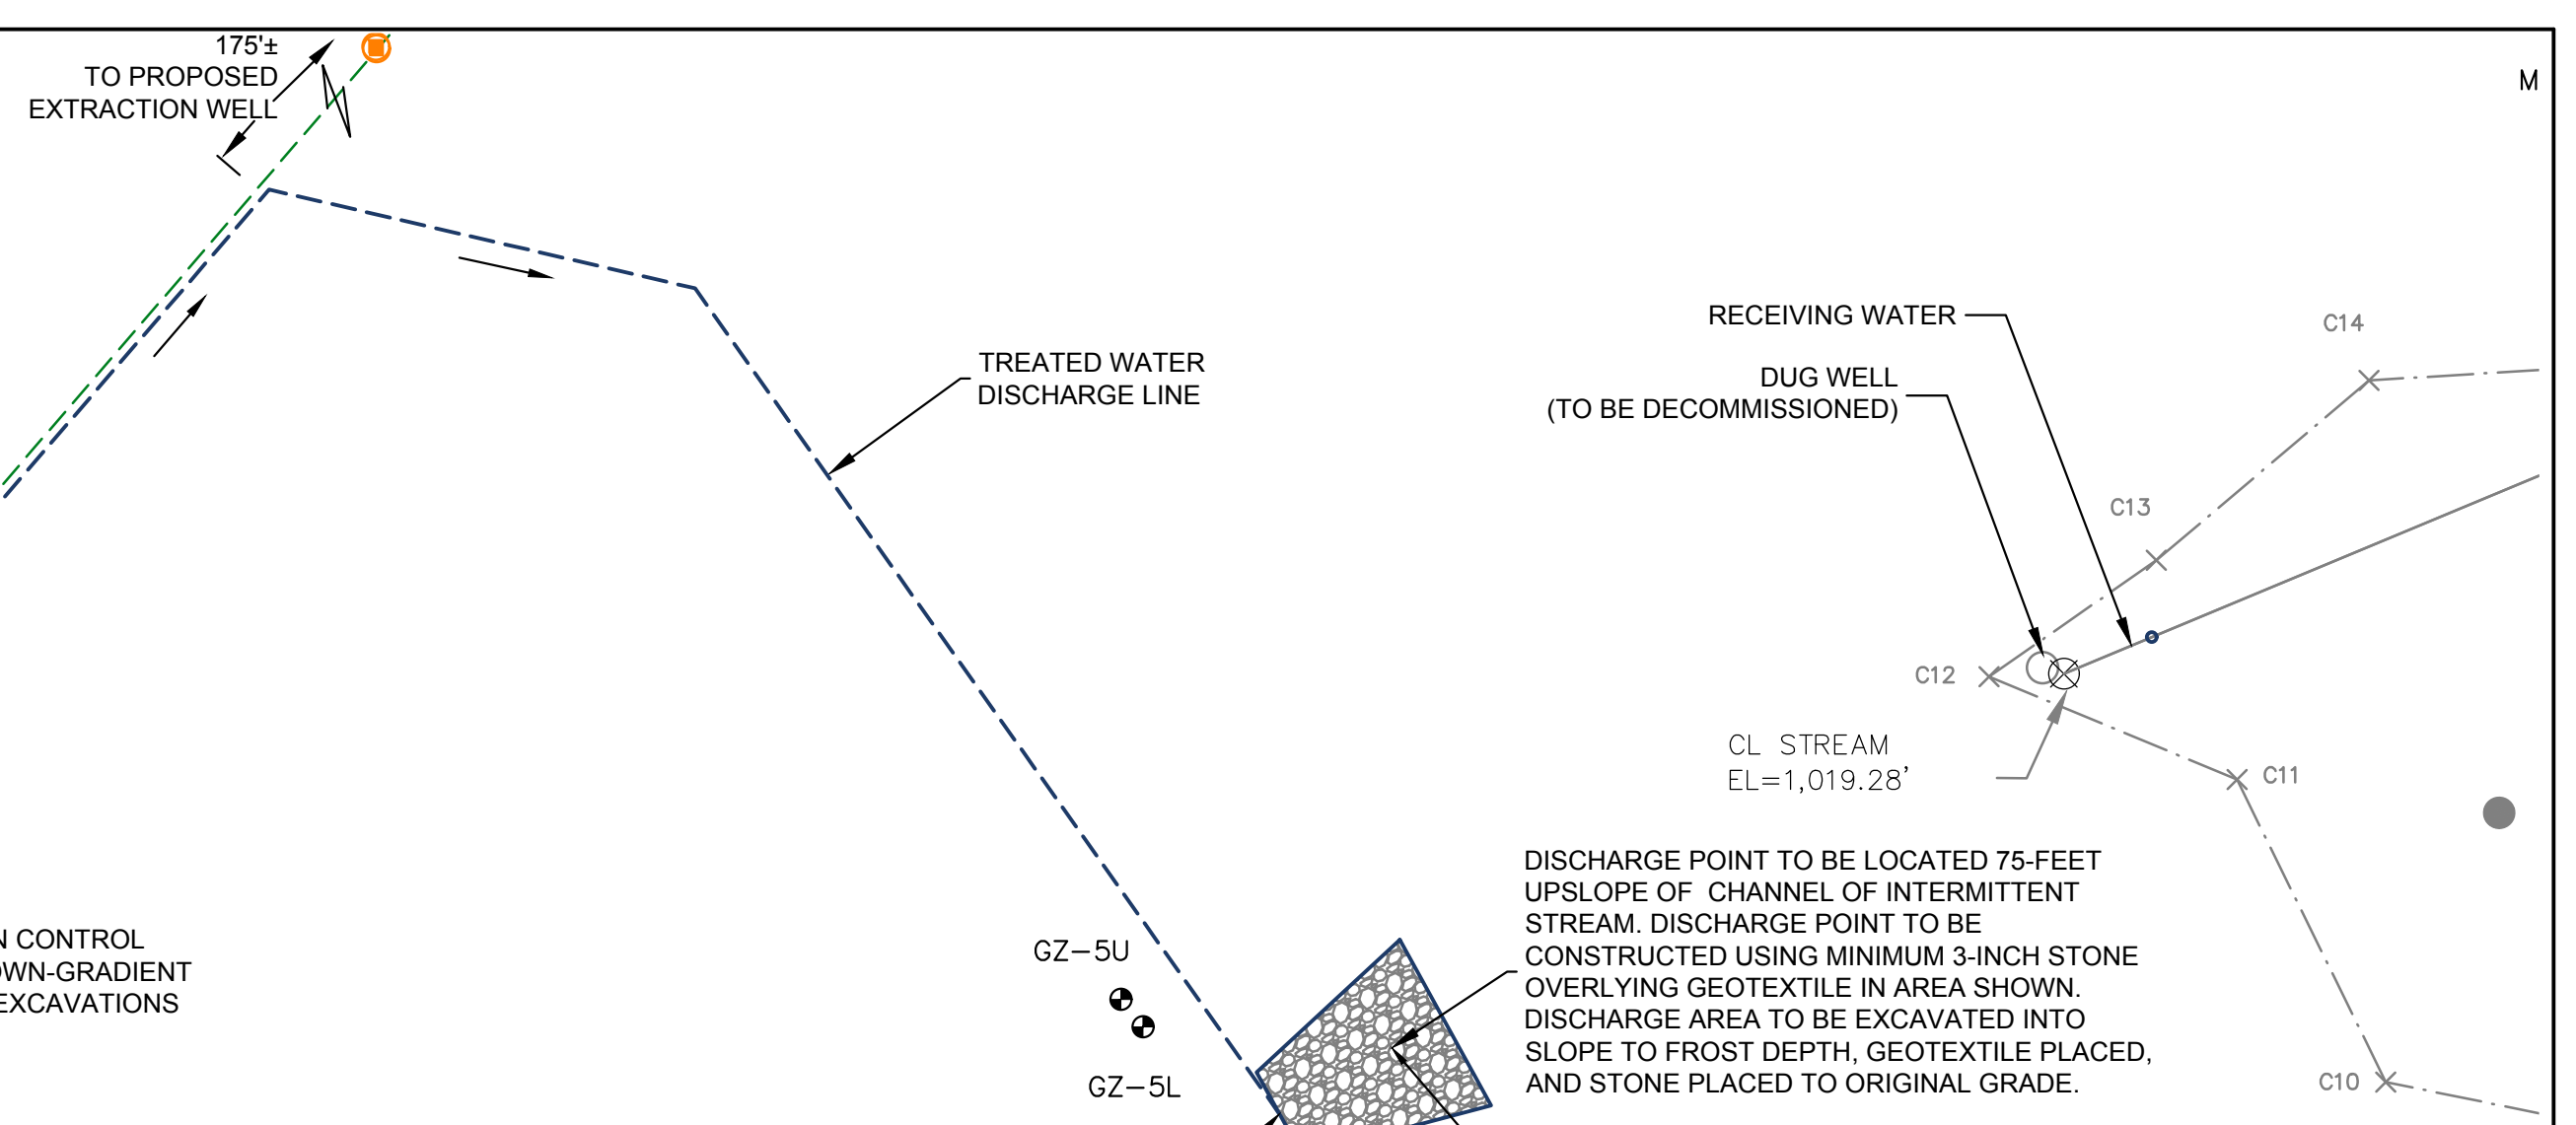 175'±
TO PROPOSED
EXTRACTION WELL
M
RECEIVING WATER
C14
TREATED WATER
DISCHARGE LINE
DUG WELL
(TO BE DECOMMISSIONED)
C13
C12
CL STREAM
EL=1,019.28'
C11
DISCHARGE POINT TO BE LOCATED 75-FEET
UPSLOPE OF CHANNEL OF INTERMITTENT
STREAM. DISCHARGE POINT TO BE
CONSTRUCTED USING MINIMUM 3-INCH STONE
OVERLYING GEOTEXTILE IN AREA SHOWN.
DISCHARGE AREA TO BE EXCAVATED INTO
SLOPE TO FROST DEPTH, GEOTEXTILE PLACED,
AND STONE PLACED TO ORIGINAL GRADE.
N CONTROL
OWN-GRADIENT
EXCAVATIONS
GZ-5U
GZ-5L
C10